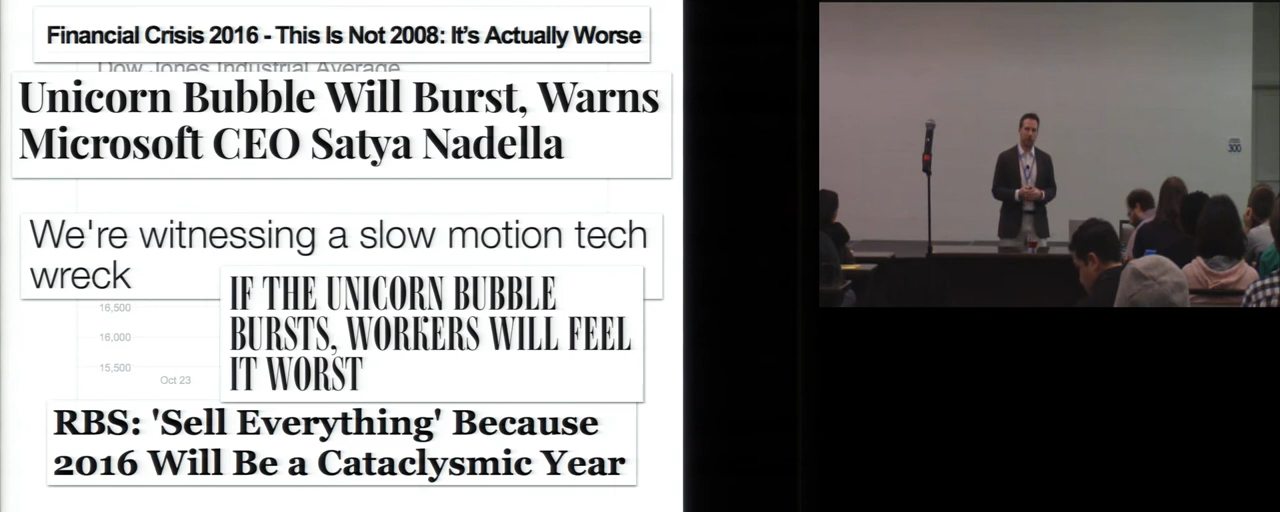 Financial Crisis 2016 - This Is Not 2008: It's Actually Worse
Dow Jones Industrial Average
Unicorn Bubble Will Burst, Warns
Microsoft CEO Satya Nadella
We're witnessing a slow motion tech
wreck
IF THE UNICORN BUBBLE
BURSTS, WORKERS WILL FEEL
IT WORST
16,500
16,000
15,500
Oct 23
RBS: 'Sell Everything' Because
2016 Will Be a Cataclysmic Year
300